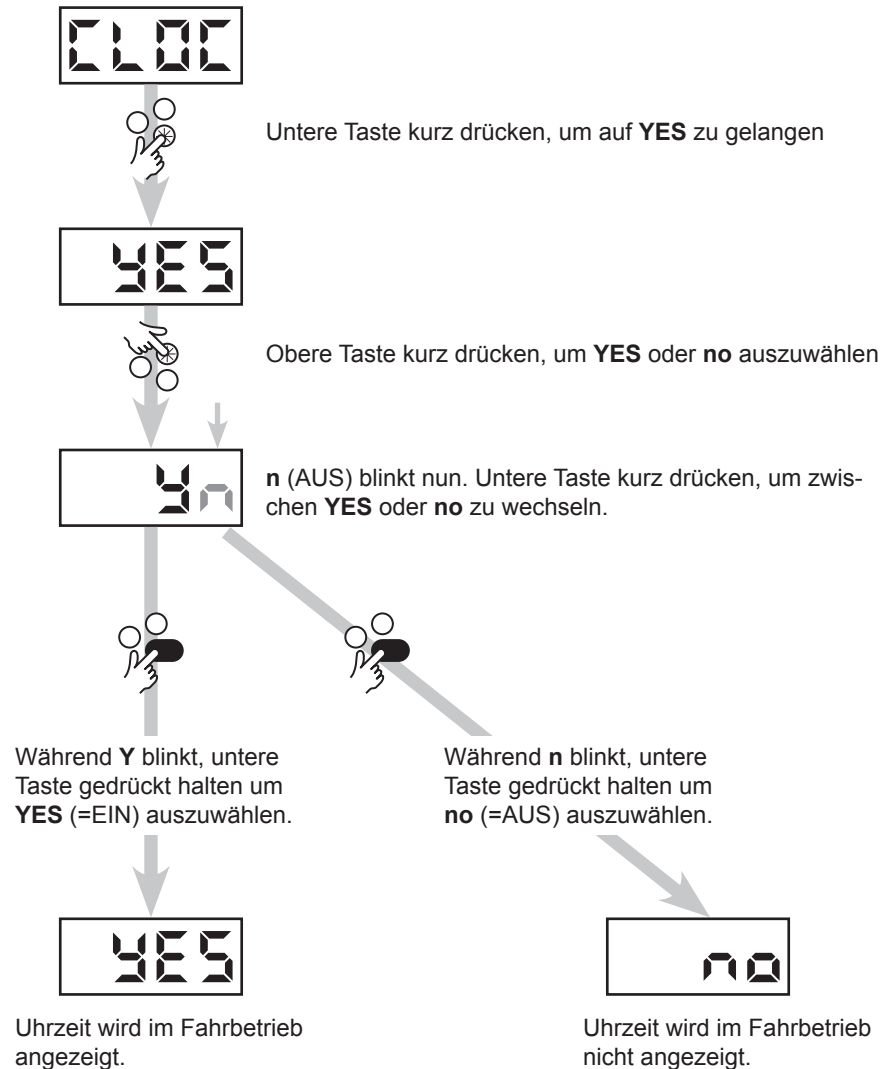 CLOC
Untere Taste kurz drücken, um auf YES zu gelangen
YES
Obere Taste kurz drücken, um YES oder no auszuwählen
Yn
n (AUS) blinkt nun. Untere Taste kurz drücken, um zwis-
chen YES oder no zu wechseln.
Während Y blinkt, untere
Taste gedrückt halten um
YES (=EIN) auszuwählen.
Während n blinkt, untere
Taste gedrückt halten um
no (=AUS) auszuwählen.
YES
Uhrzeit wird im Fahrbetrieb
angezeigt.
no
Uhrzeit wird im Fahrbetrieb
nicht angezeigt.